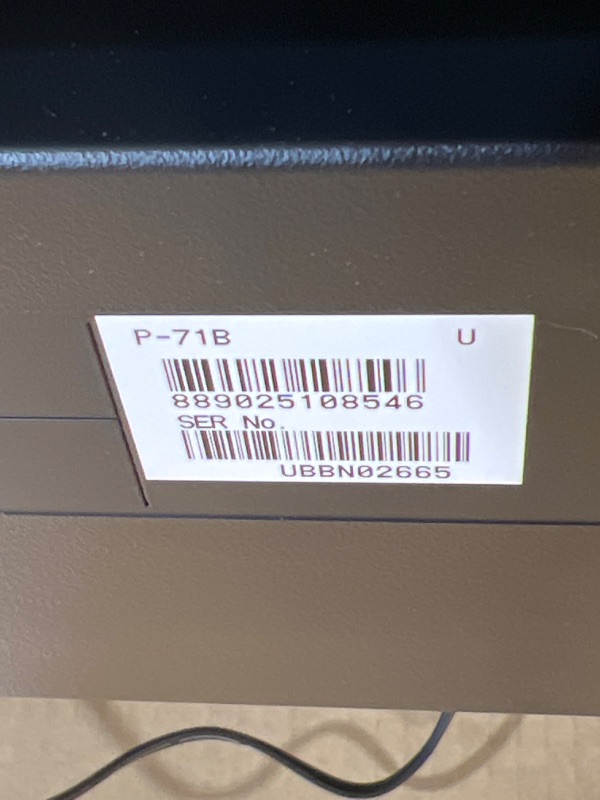 P-71B U
889025108546
SER No.
UBBN02665